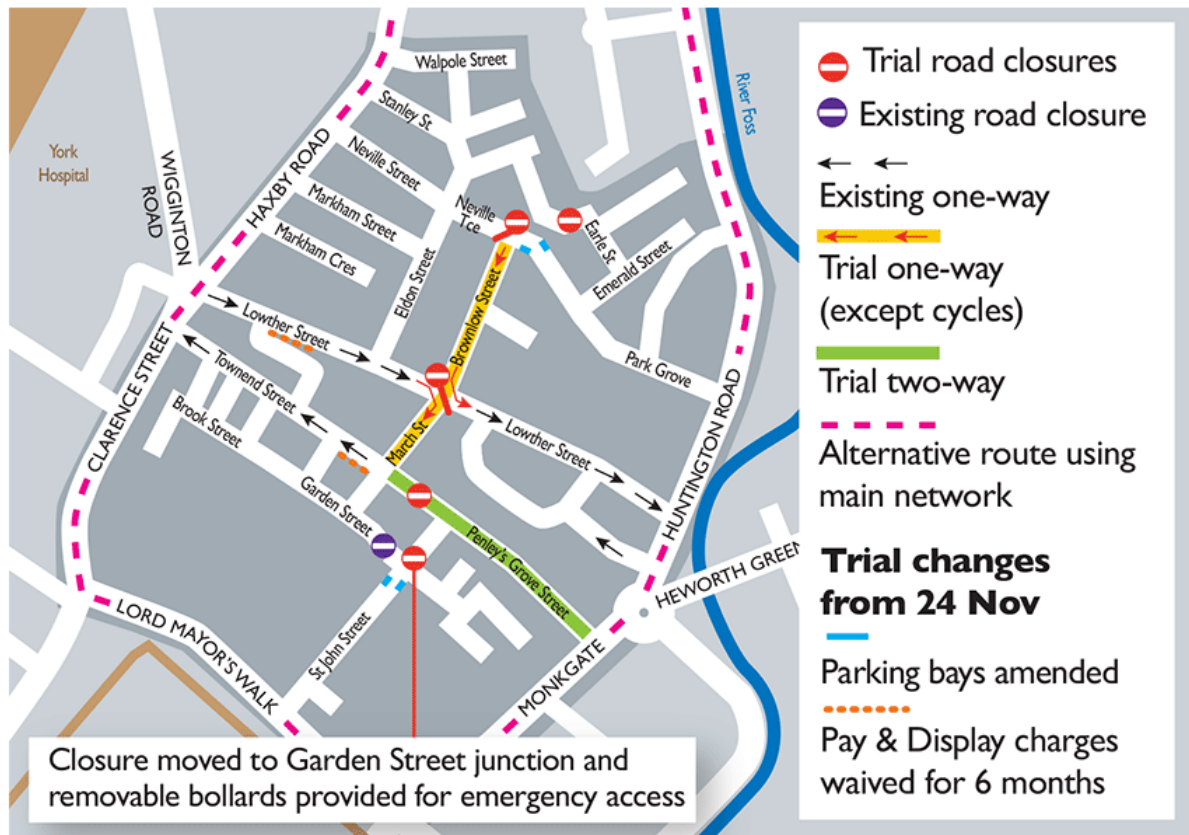 Walpole Street
Stanley St
Neville Street
Markham Street
Markham Cres
HAXBY ROAD
WIGGINTON
ROAD
York
Hospital
River Foss
Neville
Tce
Earle St
Emerald Street
Eldon Street
Brownlow Street
Park Grove
Lowther Street
Townend Street
Brook Street
CLARENCE STREET
March St
Lowther Street
HUNTINGTON ROAD
Garden Street
Penley's Grove Street
HEWORTH GREEN
St John Street
LORD MAYOR'S WALK
MONKGATE
Closure moved to Garden Street junction and
removable bollards provided for emergency access
Trial road closures
Existing road closure
Existing one-way
Trial one-way
(except cycles)
Trial two-way
Alternative route using
main network
Trial changes
from 24 Nov
Parking bays amended
Pay & Display charges
waived for 6 months